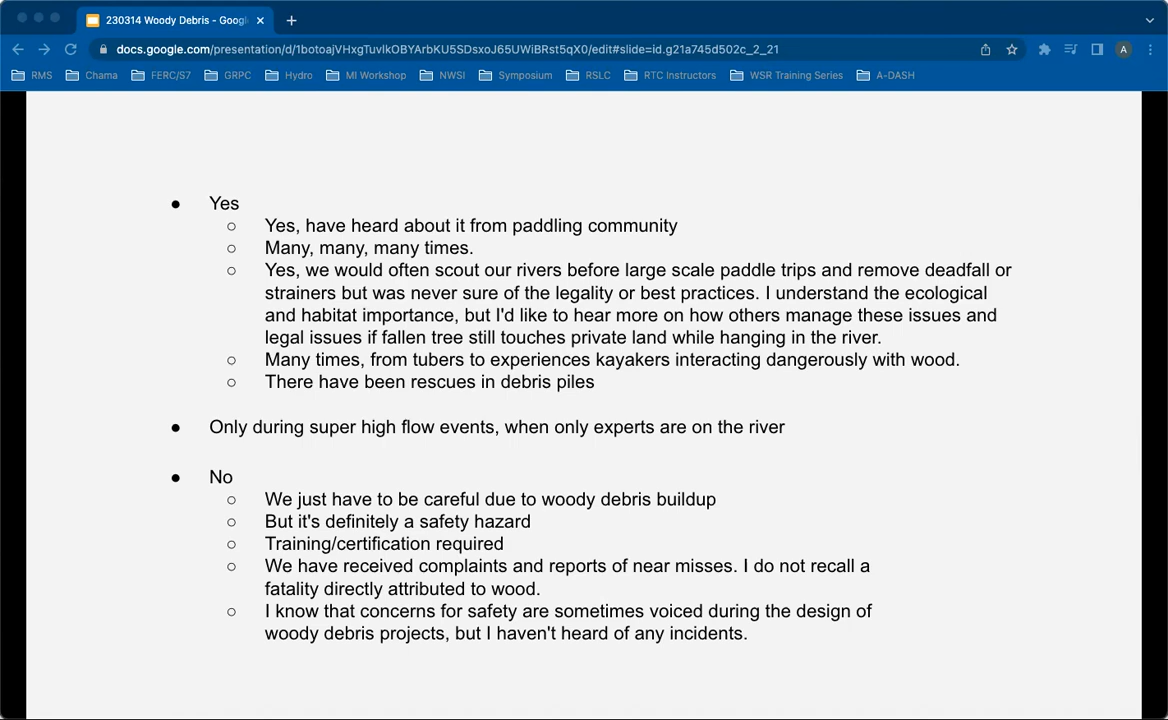 230314 Woody Debris - Googl
docs.google.com/presentation/d/1botoajVHxgTuvlkOBYArbKU5SDsxoJ65UWiBRst5qX0/edit#slide=id.g21a745d502c_2_21
A
RMS Chama FERC/S7 GRPC Hydro MI Workshop NWSI Symposium RSLC RTC Instructors WSR Training Series A-DASH
● Yes
○ Yes, have heard about it from paddling community
○ Many, many, many times.
○ Yes, we would often scout our rivers before large scale paddle trips and remove deadfall or
strainers but was never sure of the legality or best practices. I understand the ecological
and habitat importance, but I'd like to hear more on how others manage these issues and
legal issues if fallen tree still touches private land while hanging in the river.
○ Many times, from tubers to experiences kayakers interacting dangerously with wood.
○ There have been rescues in debris piles
● Only during super high flow events, when only experts are on the river
● No
○ We just have to be careful due to woody debris buildup
○ But it's definitely a safety hazard
○ Training/certification required
○ We have received complaints and reports of near misses. I do not recall a
fatality directly attributed to wood.
○ I know that concerns for safety are sometimes voiced during the design of
woody debris projects, but I haven't heard of any incidents.